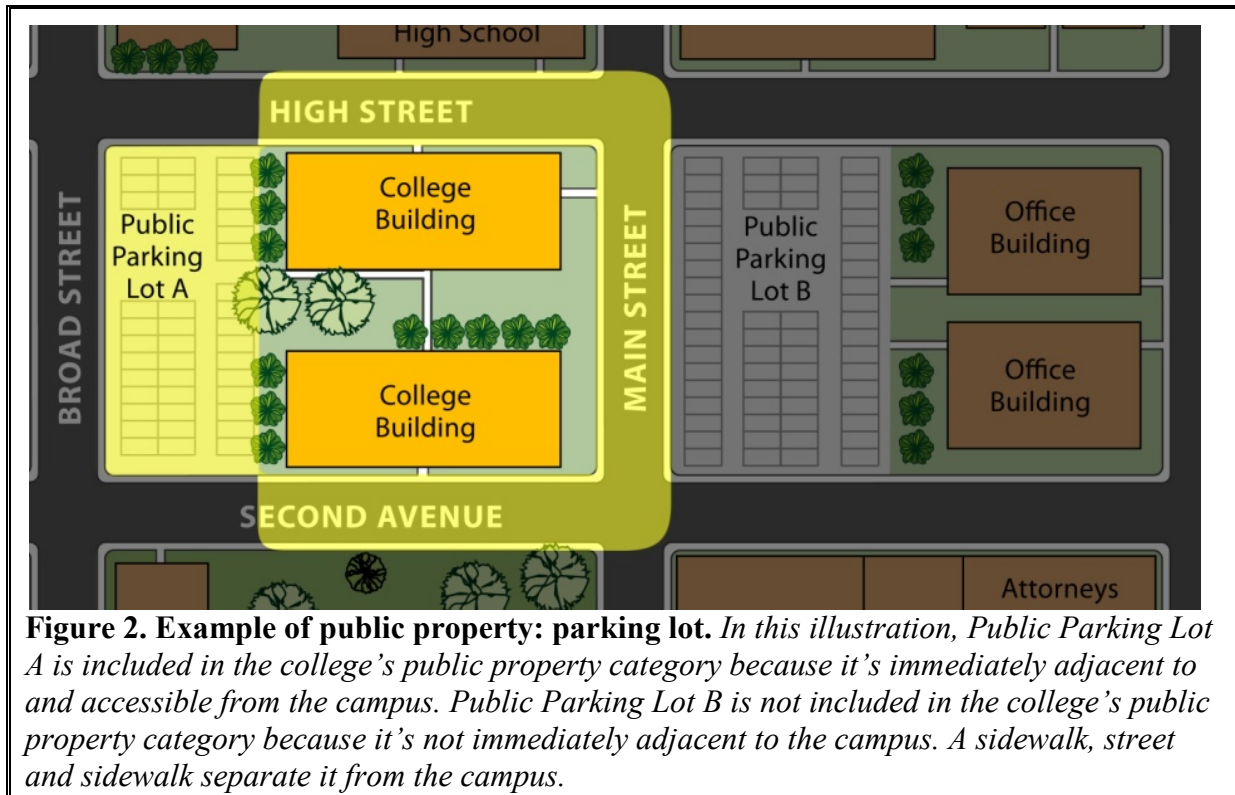 High School
HIGH STREET
College
Building
College
Building
Public
Parking
Lot A
BROAD STREET
MAIN STREET
Public
Parking
Lot B
Office
Building
Office
Building
SECOND AVENUE
Attorneys
Figure 2. Example of public property: parking lot. In this illustration, Public Parking Lot
A is included in the college’s public property category because it’s immediately adjacent to
and accessible from the campus. Public Parking Lot B is not included in the college’s public
property category because it’s not immediately adjacent to the campus. A sidewalk, street
and sidewalk separate it from the campus.